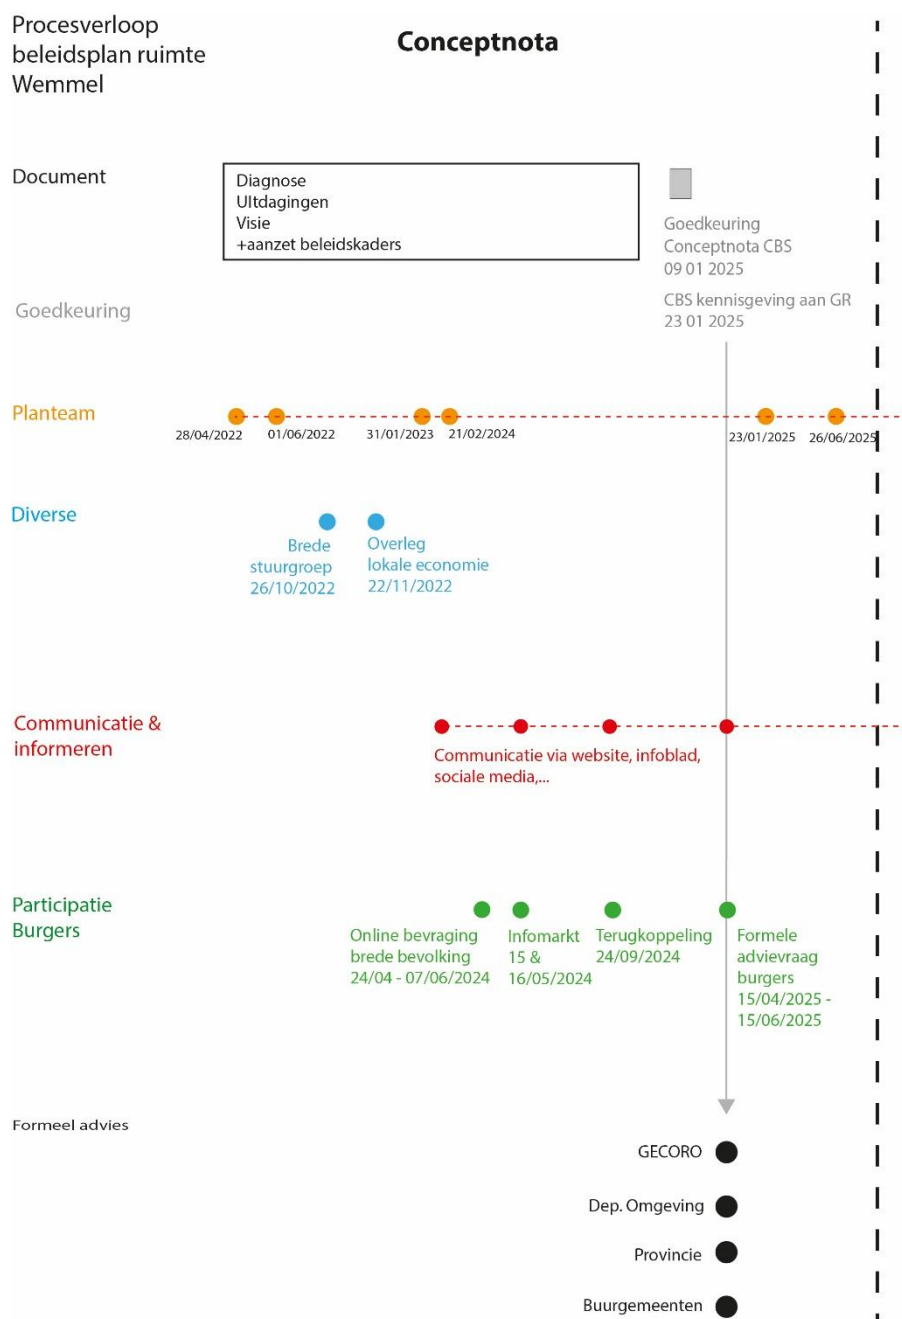 Procesverloop
beleidsplan ruimte
Wemmel
Conceptnota
Document
Diagnose
UItdagingen
Visie
+aanzet beleidskaders
Goedkeuring
Conceptnota CBS
09 01 2025
CBS kennisgeving aan GR
23 01 2025
Goedkeuring
Planteam
28/04/2022
01/06/2022
31/01/2023
21/02/2024
23/01/2025
26/06/2025
Diverse
Brede
stuurgroep
26/10/2022
Overleg
lokale economie
22/11/2022
Communicatie &
informeren
Communicatie via website, infoblad,
sociale media,...
Participatie
Burgers
Online bevraging
brede bevolking
24/04 - 07/06/2024
Infomarkt
15 &
16/05/2024
Terugkoppeling
24/09/2024
Formele
advievraag
burgers
15/04/2025 -
15/06/2025
Formeel advies
GECORO
Dep. Omgeving
Provincie
Buurgemeenten